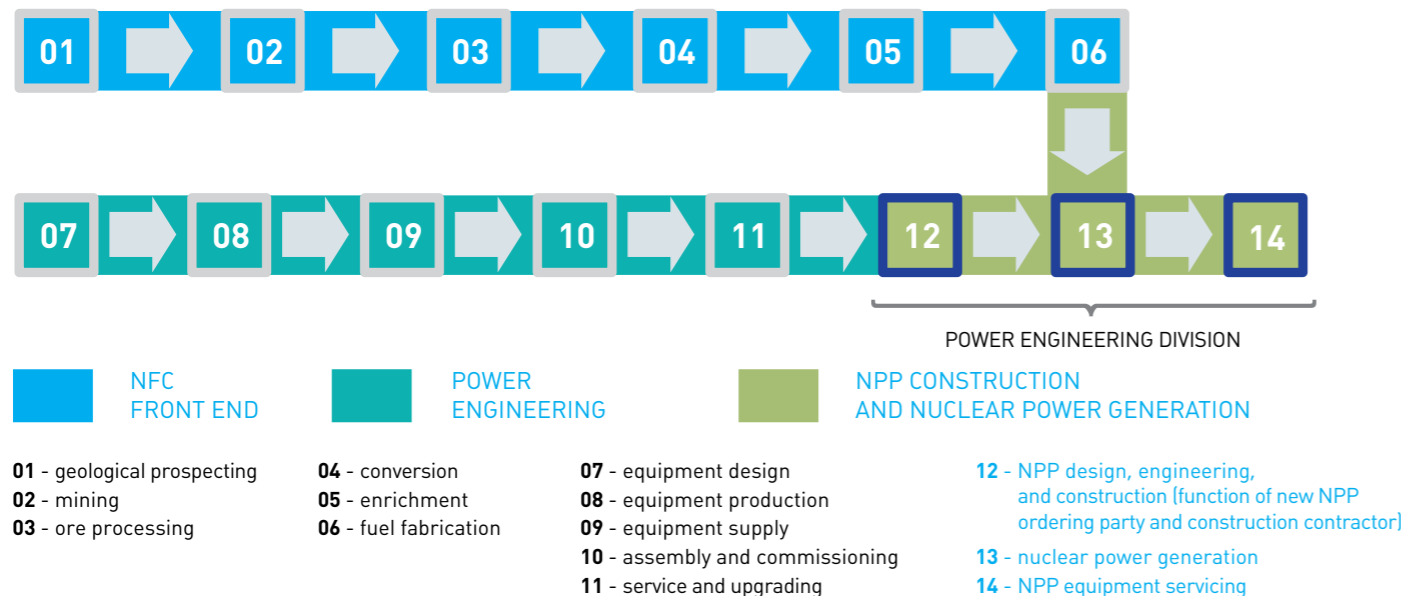 01 02 03 04 05 06
07 08 09 10 11 12 13 14
POWER ENGINEERING DIVISION
NFC
FRONT END
POWER
ENGINEERING
NPP CONSTRUCTION
AND NUCLEAR POWER GENERATION
01 - geological prospecting
02 - mining
03 - ore processing
04 - conversion
05 - enrichment
06 - fuel fabrication
07 - equipment design
08 - equipment production
09 - equipment supply
10 - assembly and commissioning
11 - service and upgrading
12 - NPP design, engineering,
and construction (function of new NPP
ordering party and construction contractor)
13 - nuclear power generation
14 - NPP equipment servicing